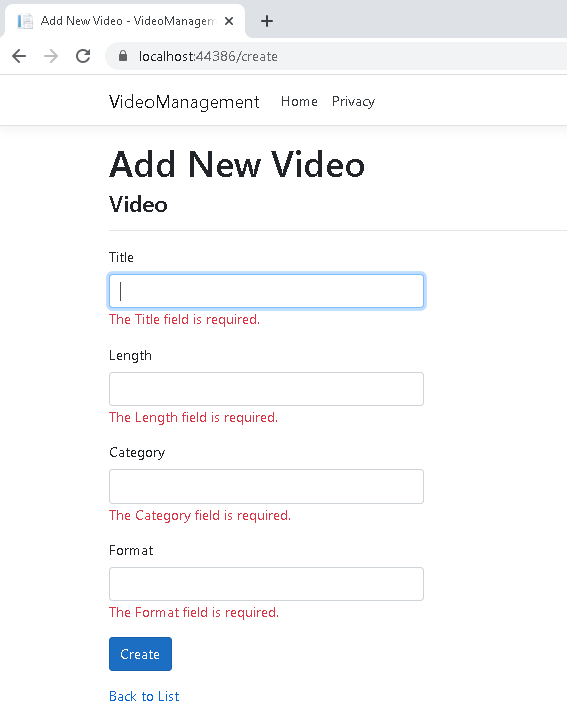 Add New Video - VideoManagem
localhost:44386/create
VideoManagement Home Privacy
Add New Video
Video
Title
The Title field is required.
Length
The Length field is required.
Category
The Category field is required.
Format
The Format field is required.
Create
Back to List